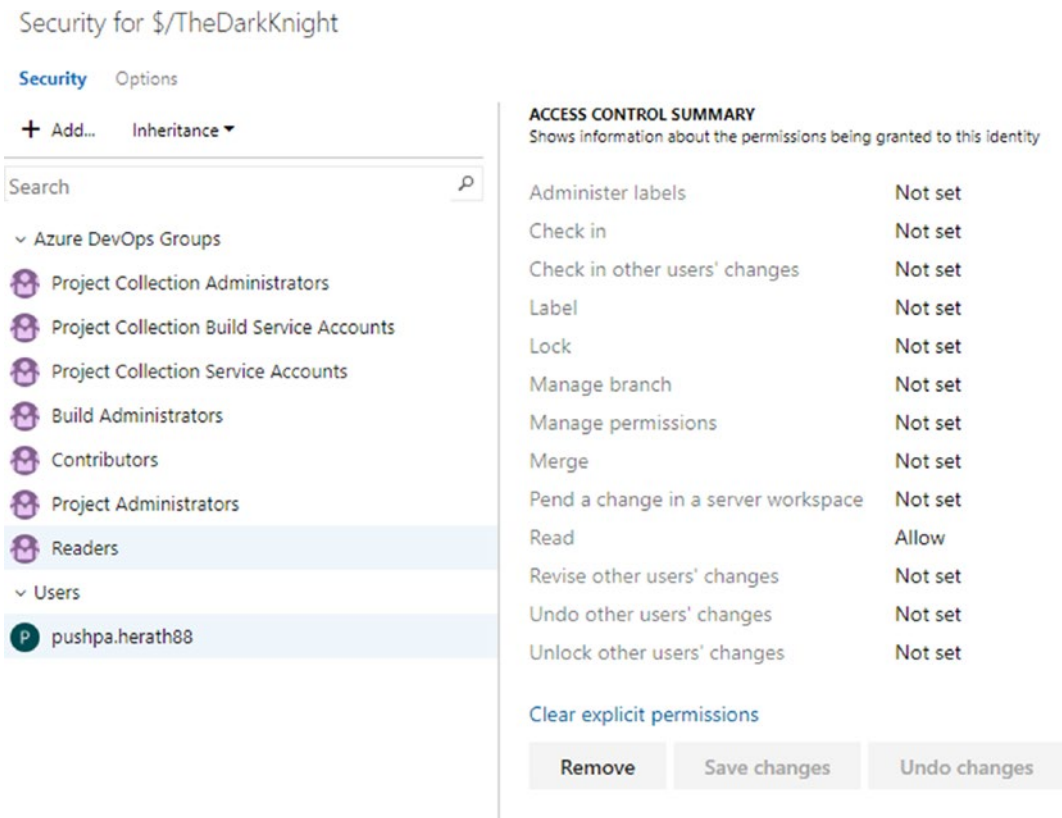 Security for $/TheDarkKnight
Security Options
+ Add... Inheritance
Search
Azure DevOps Groups
Project Collection Administrators
Project Collection Build Service Accounts
Project Collection Service Accounts
Build Administrators
Contributors
Project Administrators
Readers
Users
P pushpa.herath88
ACCESS CONTROL SUMMARY
Shows information about the permissions being granted to this identity
Administer labels Not set
Check in Not set
Check in other users' changes Not set
Label Not set
Lock Not set
Manage branch Not set
Manage permissions Not set
Merge Not set
Pend a change in a server workspace Not set
Read Allow
Revise other users' changes Not set
Undo other users' changes Not set
Unlock other users' changes Not set
Clear explicit permissions
Remove Save changes Undo changes